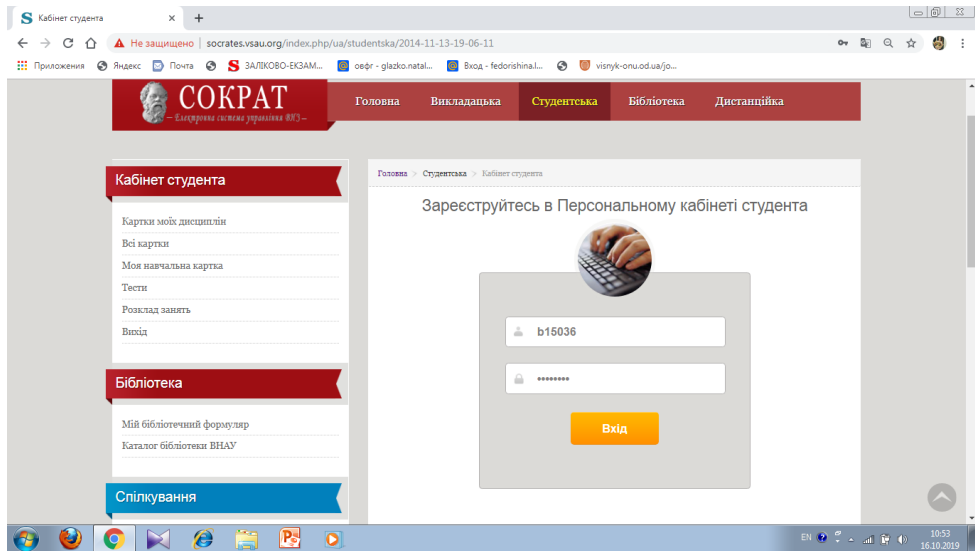 Кабінет студента
Не защищено | socrates.vsau.org/index.php/ua/studentska/2014-11-13-19-06-11
Приложения Яндекс Почта ЗАЛІКОВО-ЕКЗАМ... оефг - glazko.natal... Вход - fedorishina.l... visnyk-onu.od.ua/jo...
СОКРАТ
– Електронна система управління ВНЗ –
Головна Викладацька Студентська Бібліотека Дистанційка
Кабінет студента
Картки моїх дисциплін
Всі картки
Моя навчальна картка
Тести
Розклад занять
Вихід
Бібліотека
Мій бібліотечний формуляр
Каталог бібліотеки ВНАУ
Спілкування
Головна > Студентська > Кабінет студента
Зареєструйтесь в Персональному кабінеті студента
b15036
••••••••
Вхід
EN
10:53
16.10.2019